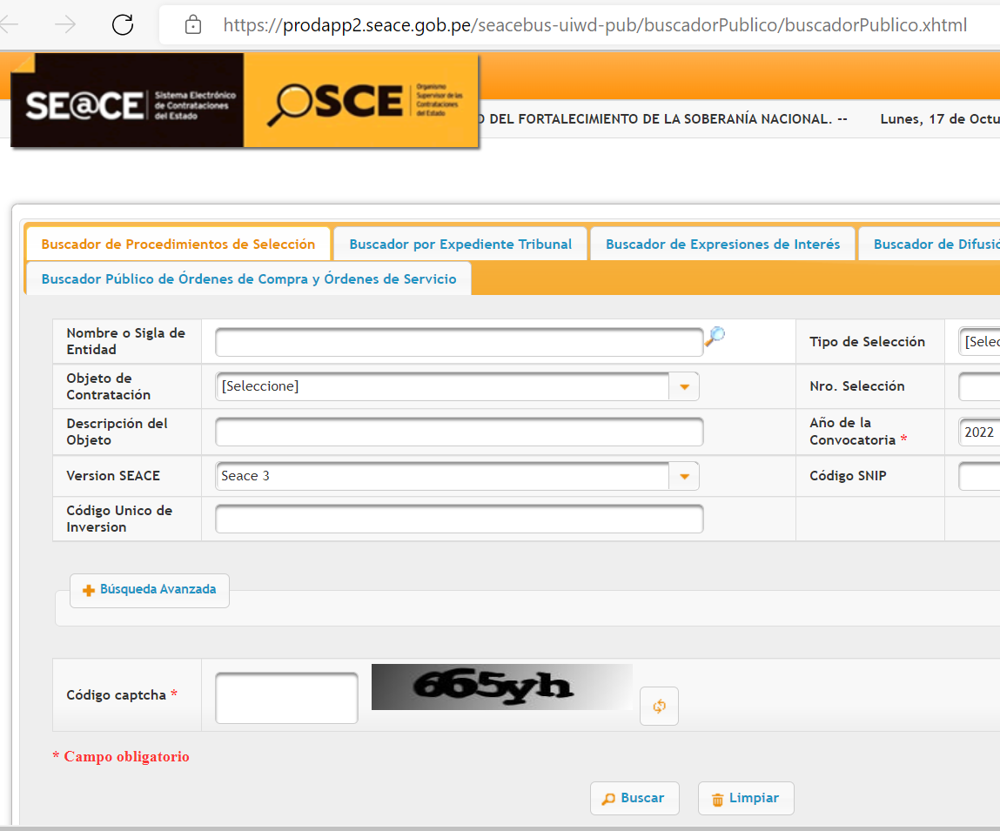 https://prodapp2.seace.gob.pe/seacebus-uiwd-pub/buscadorPublico/buscadorPublico.xhtml
SE@CE Sistema Electrónico
de Contrataciones
del Estado
OSCE Organismo
Supervisor de las
Contrataciones
del Estado
O DEL FORTALECIMIENTO DE LA SOBERANÍA NACIONAL. -- Lunes, 17 de Octu
Buscador de Procedimientos de Selección Buscador por Expediente Tribunal Buscador de Expresiones de Interés Buscador de Difusió
Buscador Público de Órdenes de Compra y Órdenes de Servicio
Nombre o Sigla de
Entidad
Tipo de Selección [Selec
Objeto de
Contratación
[Seleccione]
Nro. Selección
Descripción del
Objeto
Año de la
Convocatoria *
2022
Version SEACE Seace 3 Código SNIP
Código Unico de
Inversion
Búsqueda Avanzada
Código captcha * 665yh
* Campo obligatorio
Buscar Limpiar